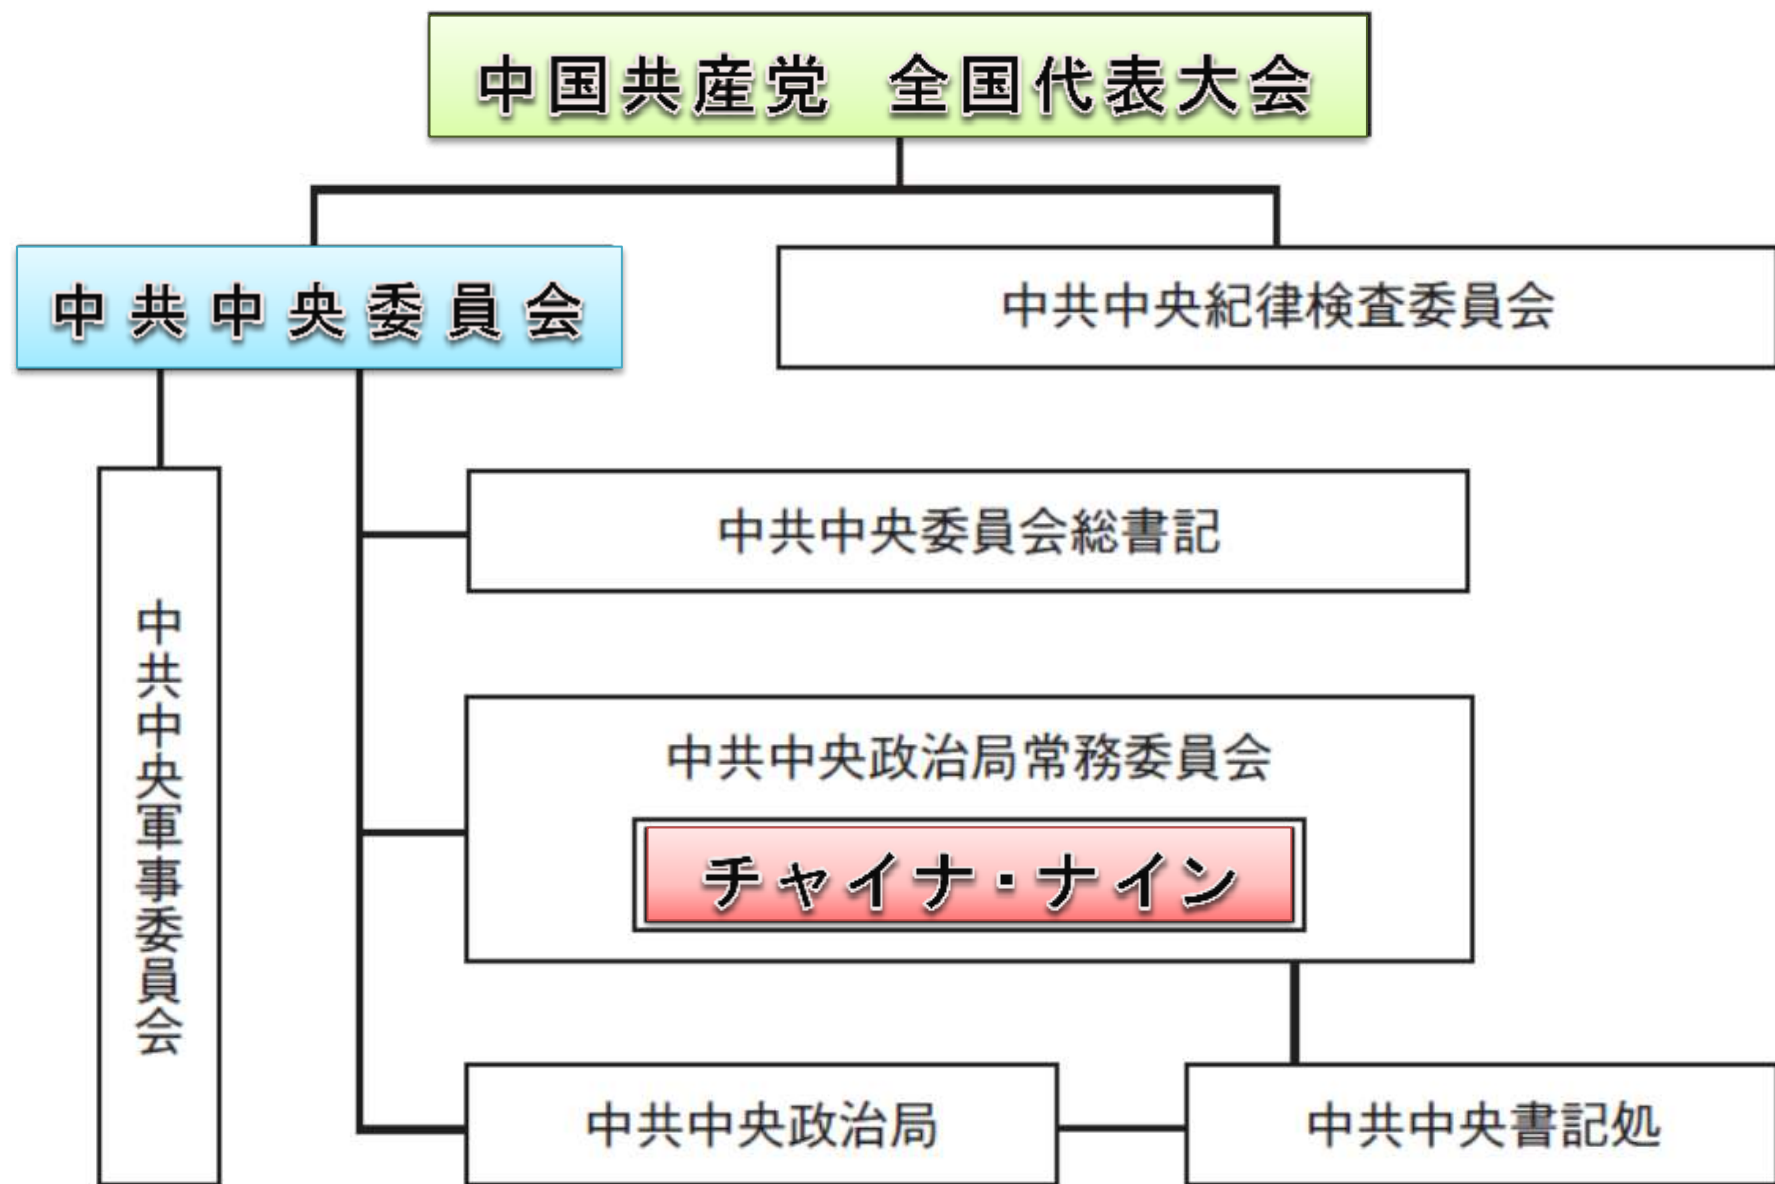 中国共産党　全国代表大会
中共中央委員会
中共中央紀律検査委員会
中共中央委員会総書記
中共中央軍事委員会
中共中央政治局常務委員会
チャイナ・ナイン
中共中央政治局
中共中央書記処